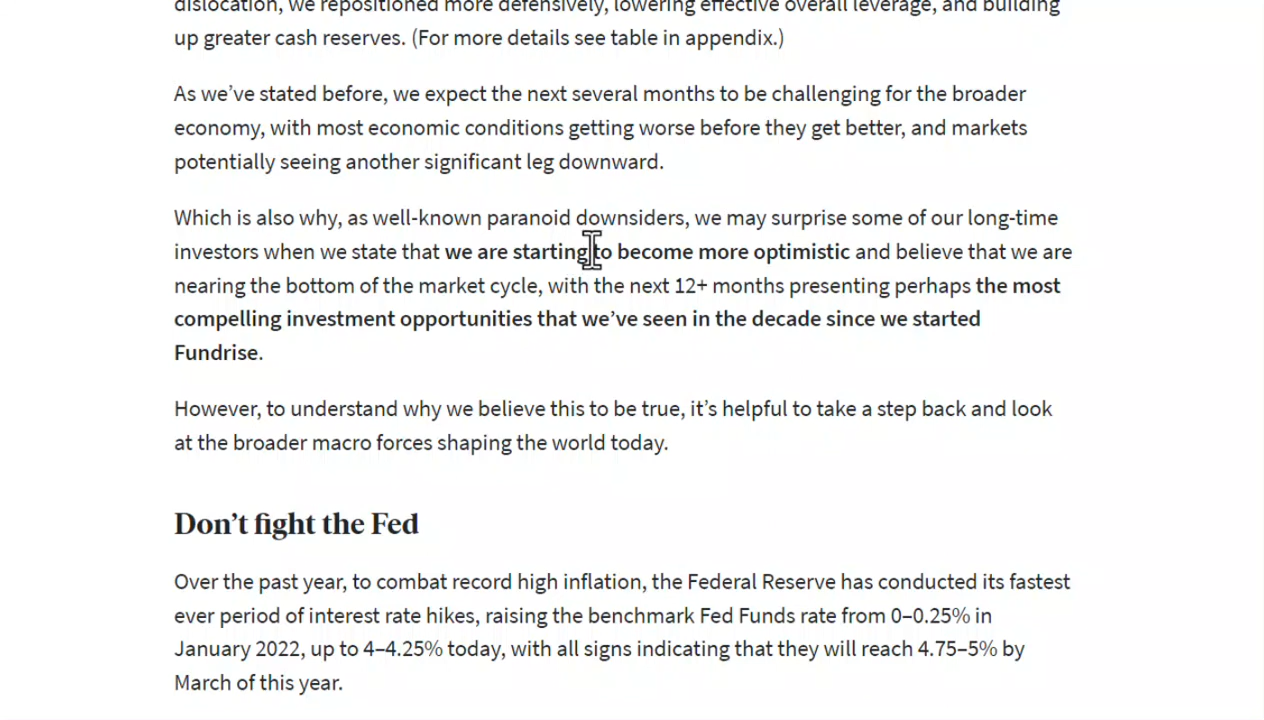 dislocation, we repositioned more defensively, lowering effective overall leverage, and building
up greater cash reserves. (For more details see table in appendix.)
As we’ve stated before, we expect the next several months to be challenging for the broader
economy, with most economic conditions getting worse before they get better, and markets
potentially seeing another significant leg downward.
Which is also why, as well-known paranoid downsiders, we may surprise some of our long-time
investors when we state that we are starting to become more optimistic and believe that we are
nearing the bottom of the market cycle, with the next 12+ months presenting perhaps the most
compelling investment opportunities that we’ve seen in the decade since we started
Fundrise.
However, to understand why we believe this to be true, it’s helpful to take a step back and look
at the broader macro forces shaping the world today.
Don’t fight the Fed
Over the past year, to combat record high inflation, the Federal Reserve has conducted its fastest
ever period of interest rate hikes, raising the benchmark Fed Funds rate from 0–0.25% in
January 2022, up to 4–4.25% today, with all signs indicating that they will reach 4.75–5% by
March of this year.